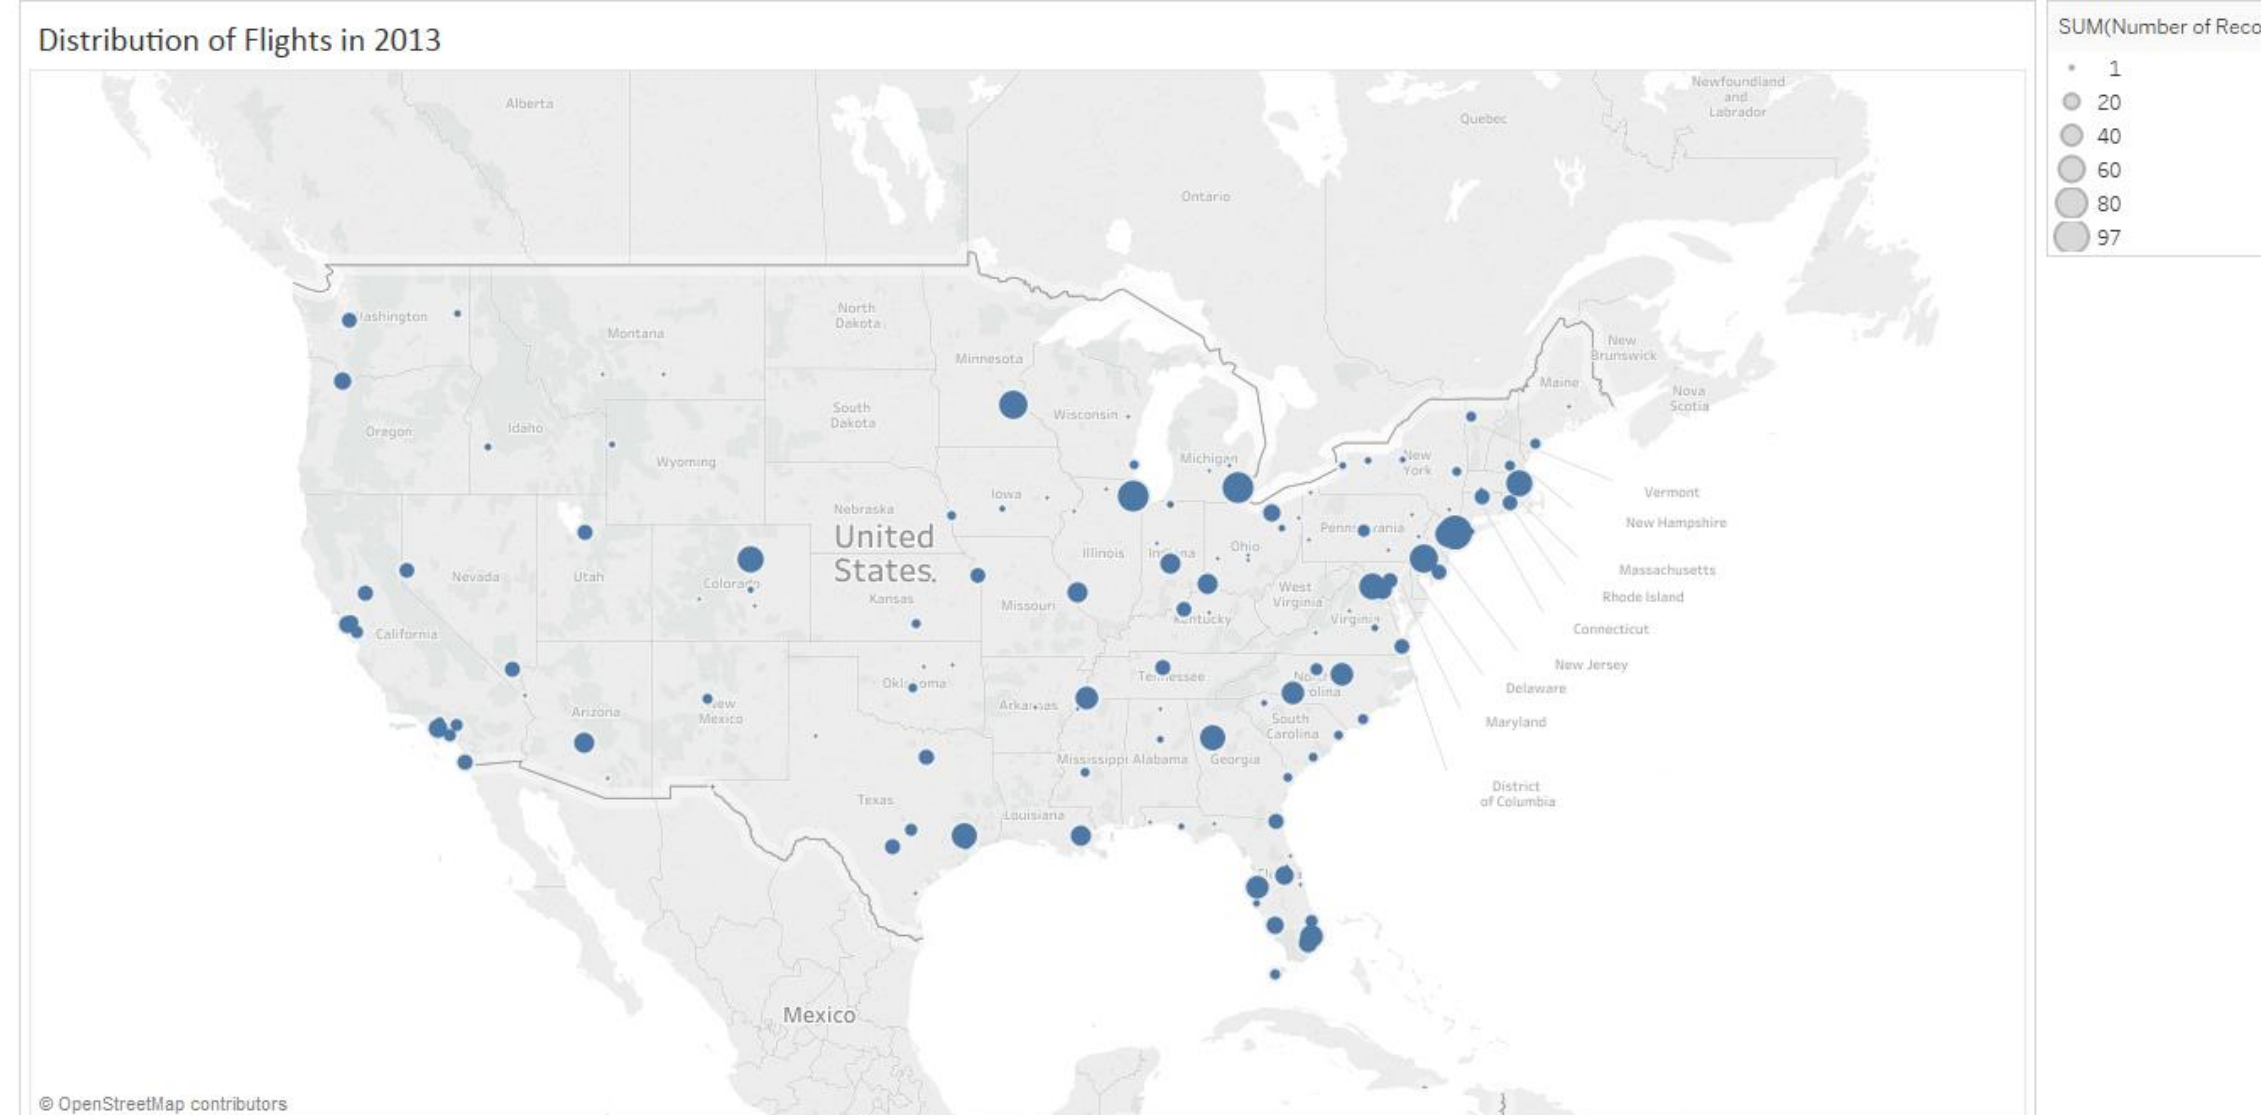 Distribution of Flights in 2013
SUM(Number of Reco
1
20
40
60
80
97
Alberta
Quebec
Newfoundland
and
Labrador
Ontario
Washington
Montana
North
Dakota
Minnesota
New
Brunswick
Maine
Nova
Scotia
Oregon
Idaho
South
Dakota
Wisconsin
Michigan
New
York
Wyoming
Iowa
Nebraska
United
States
Illinois
Indiana
Ohio
Pennsylvania
Vermont
New Hampshire
Massachusetts
Rhode Island
Connecticut
New Jersey
Delaware
Maryland
District
of Columbia
Nevada
Utah
Colorado
Kansas
Missouri
West
Virginia
Kentucky
Virginia
California
Oklahoma
Tennessee
North
Carolina
Arizona
New
Mexico
Arkansas
South
Carolina
Mississippi
Alabama
Georgia
Texas
Louisiana
Florida
Mexico
© OpenStreetMap contributors